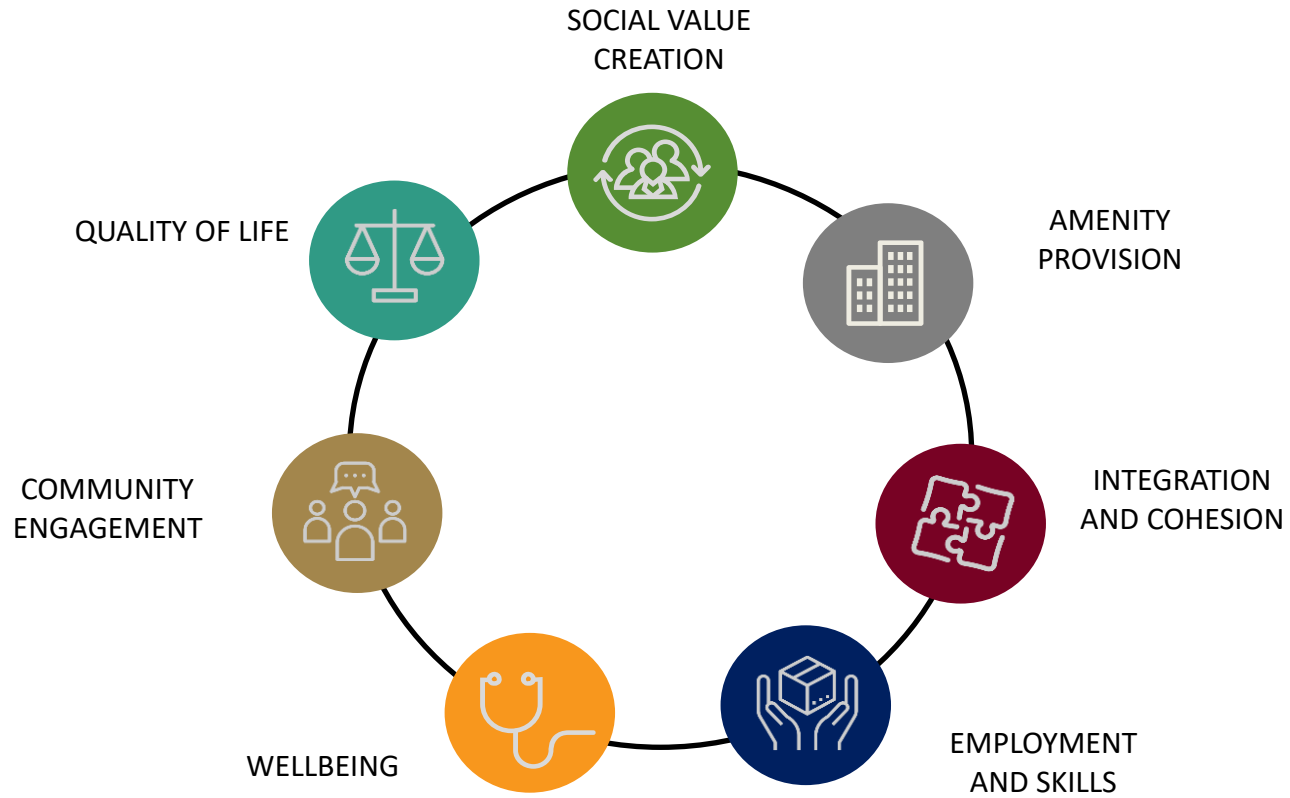 SOCIAL VALUE
CREATION
AMENITY
PROVISION
INTEGRATION
AND COHESION
EMPLOYMENT
AND SKILLS
WELLBEING
COMMUNITY
ENGAGEMENT
QUALITY OF LIFE